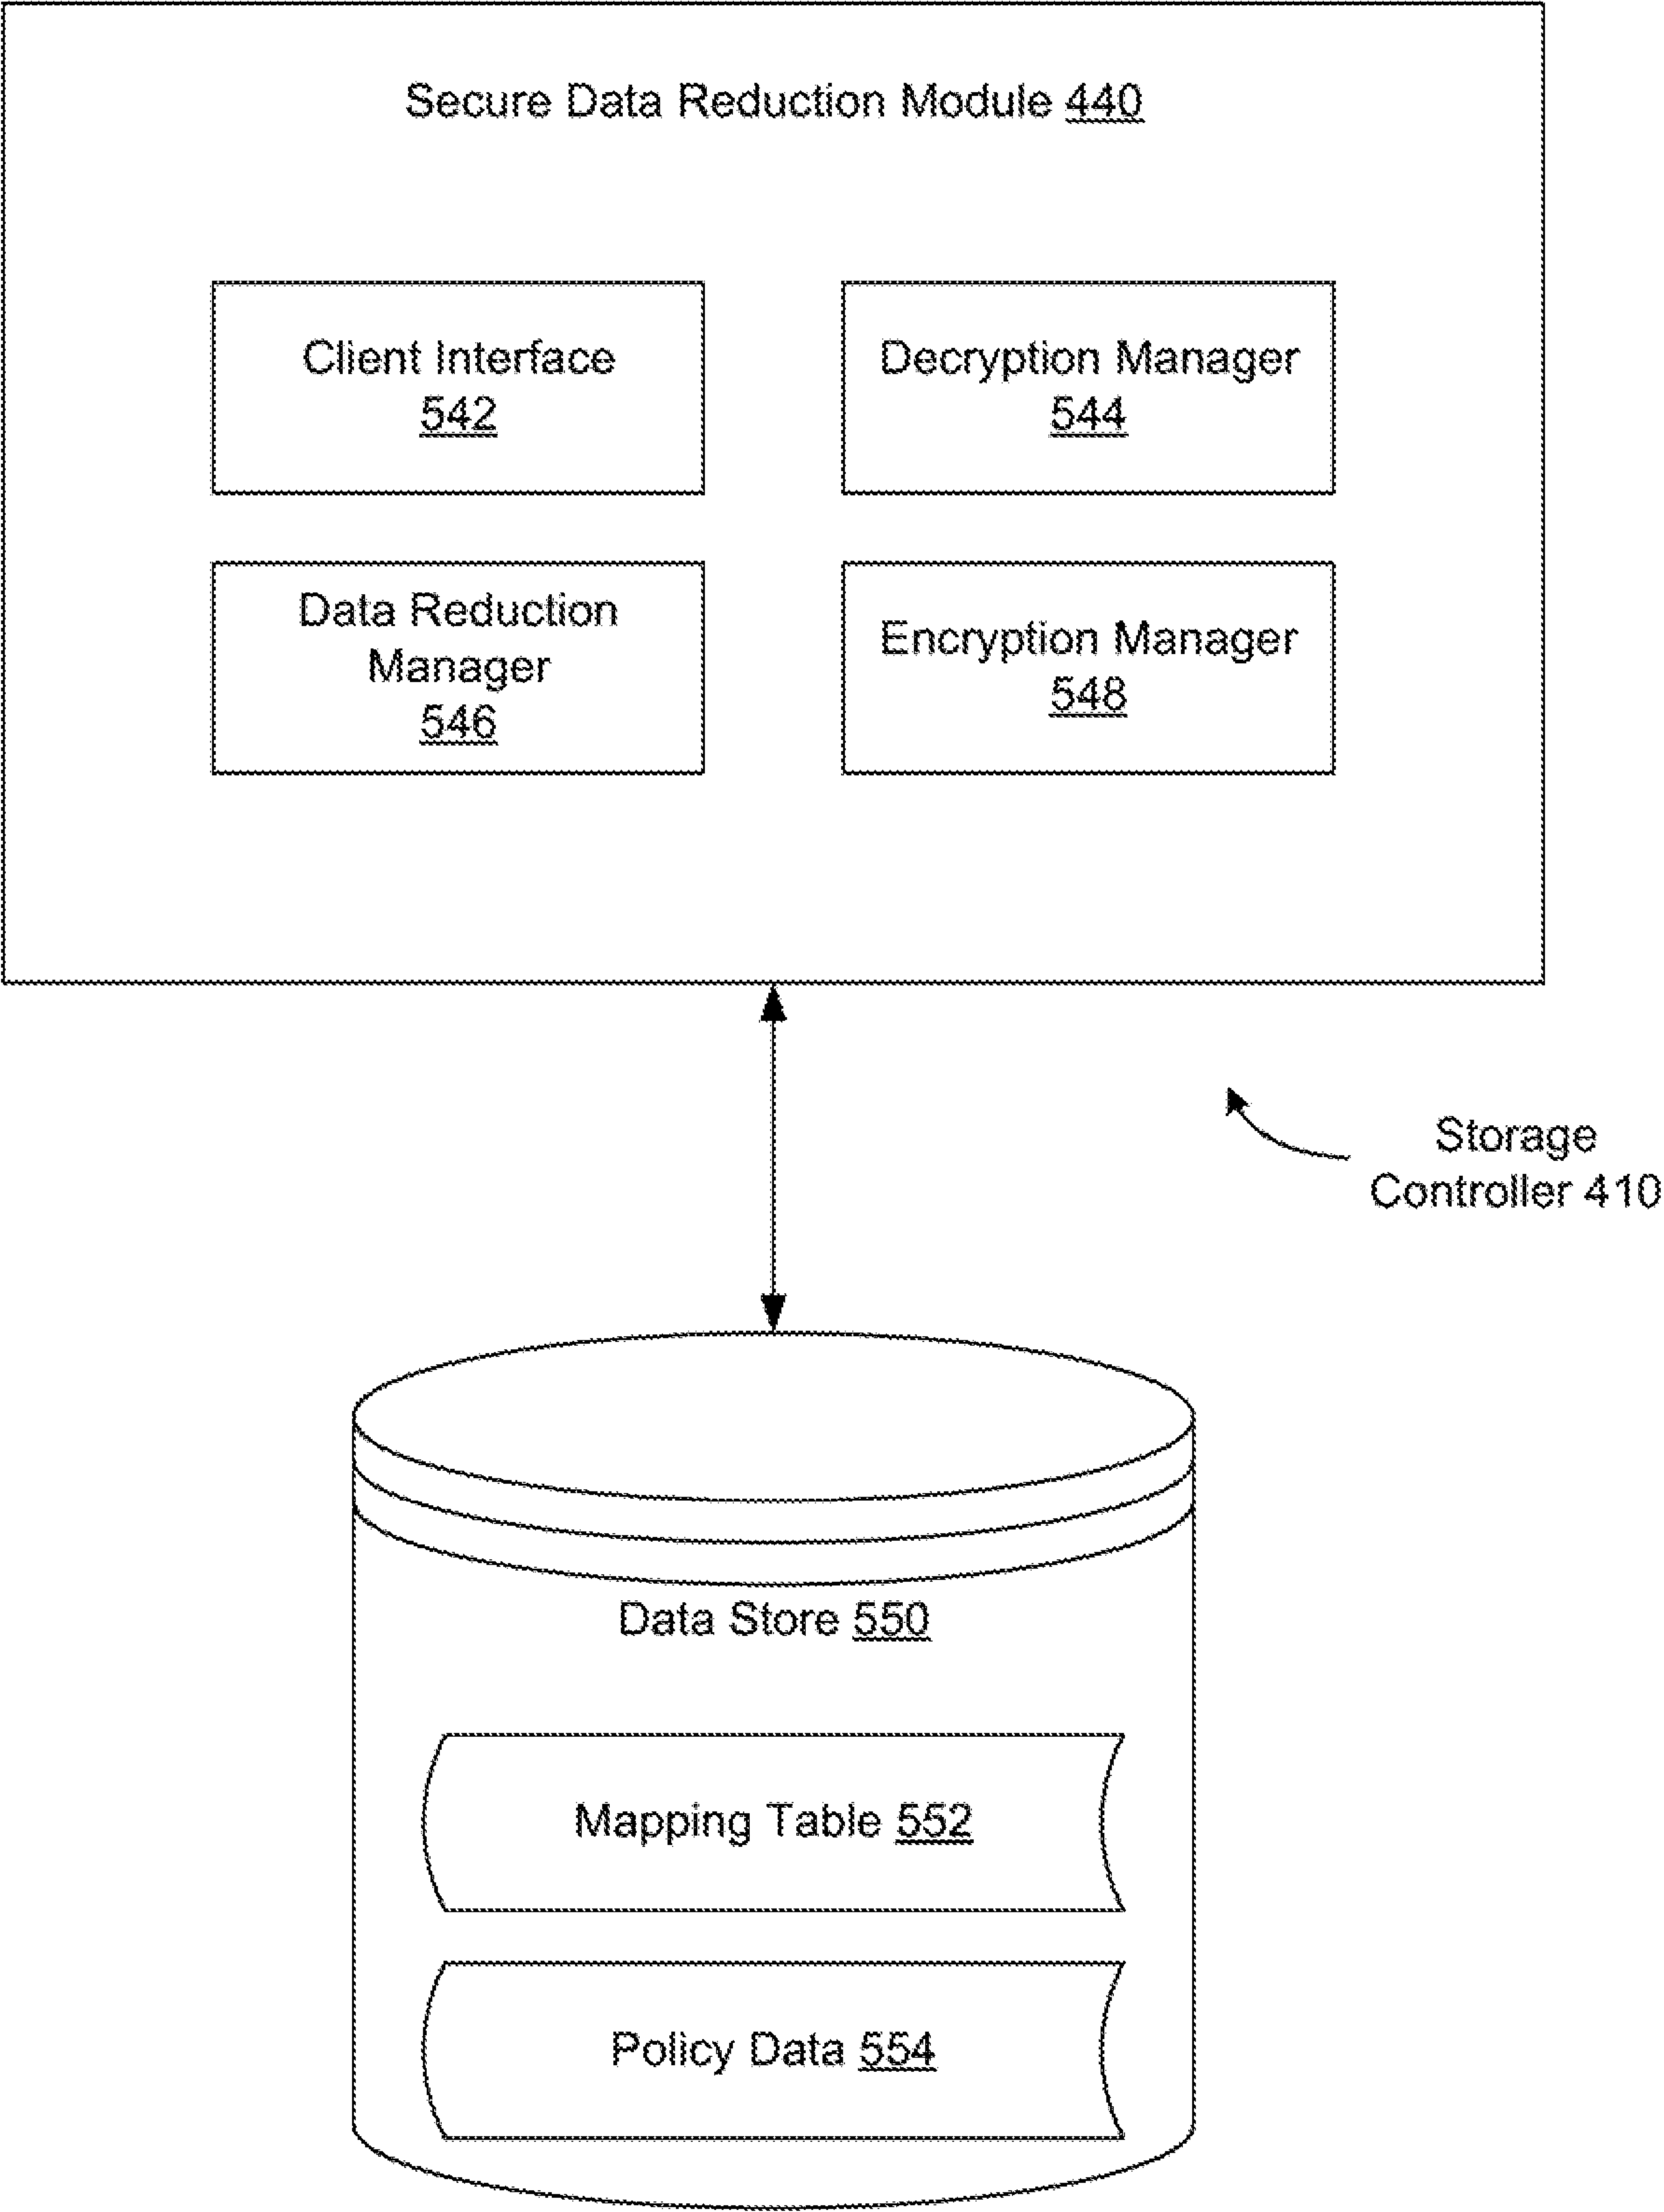 Secure Data Reduction Module 440
Client Interface
542
Decryption Manager
544
Data Reduction
Manager
546
Encryption Manager
548
Storage
Controller 410
Data Store 550
Mapping Table 552
Policy Data 554